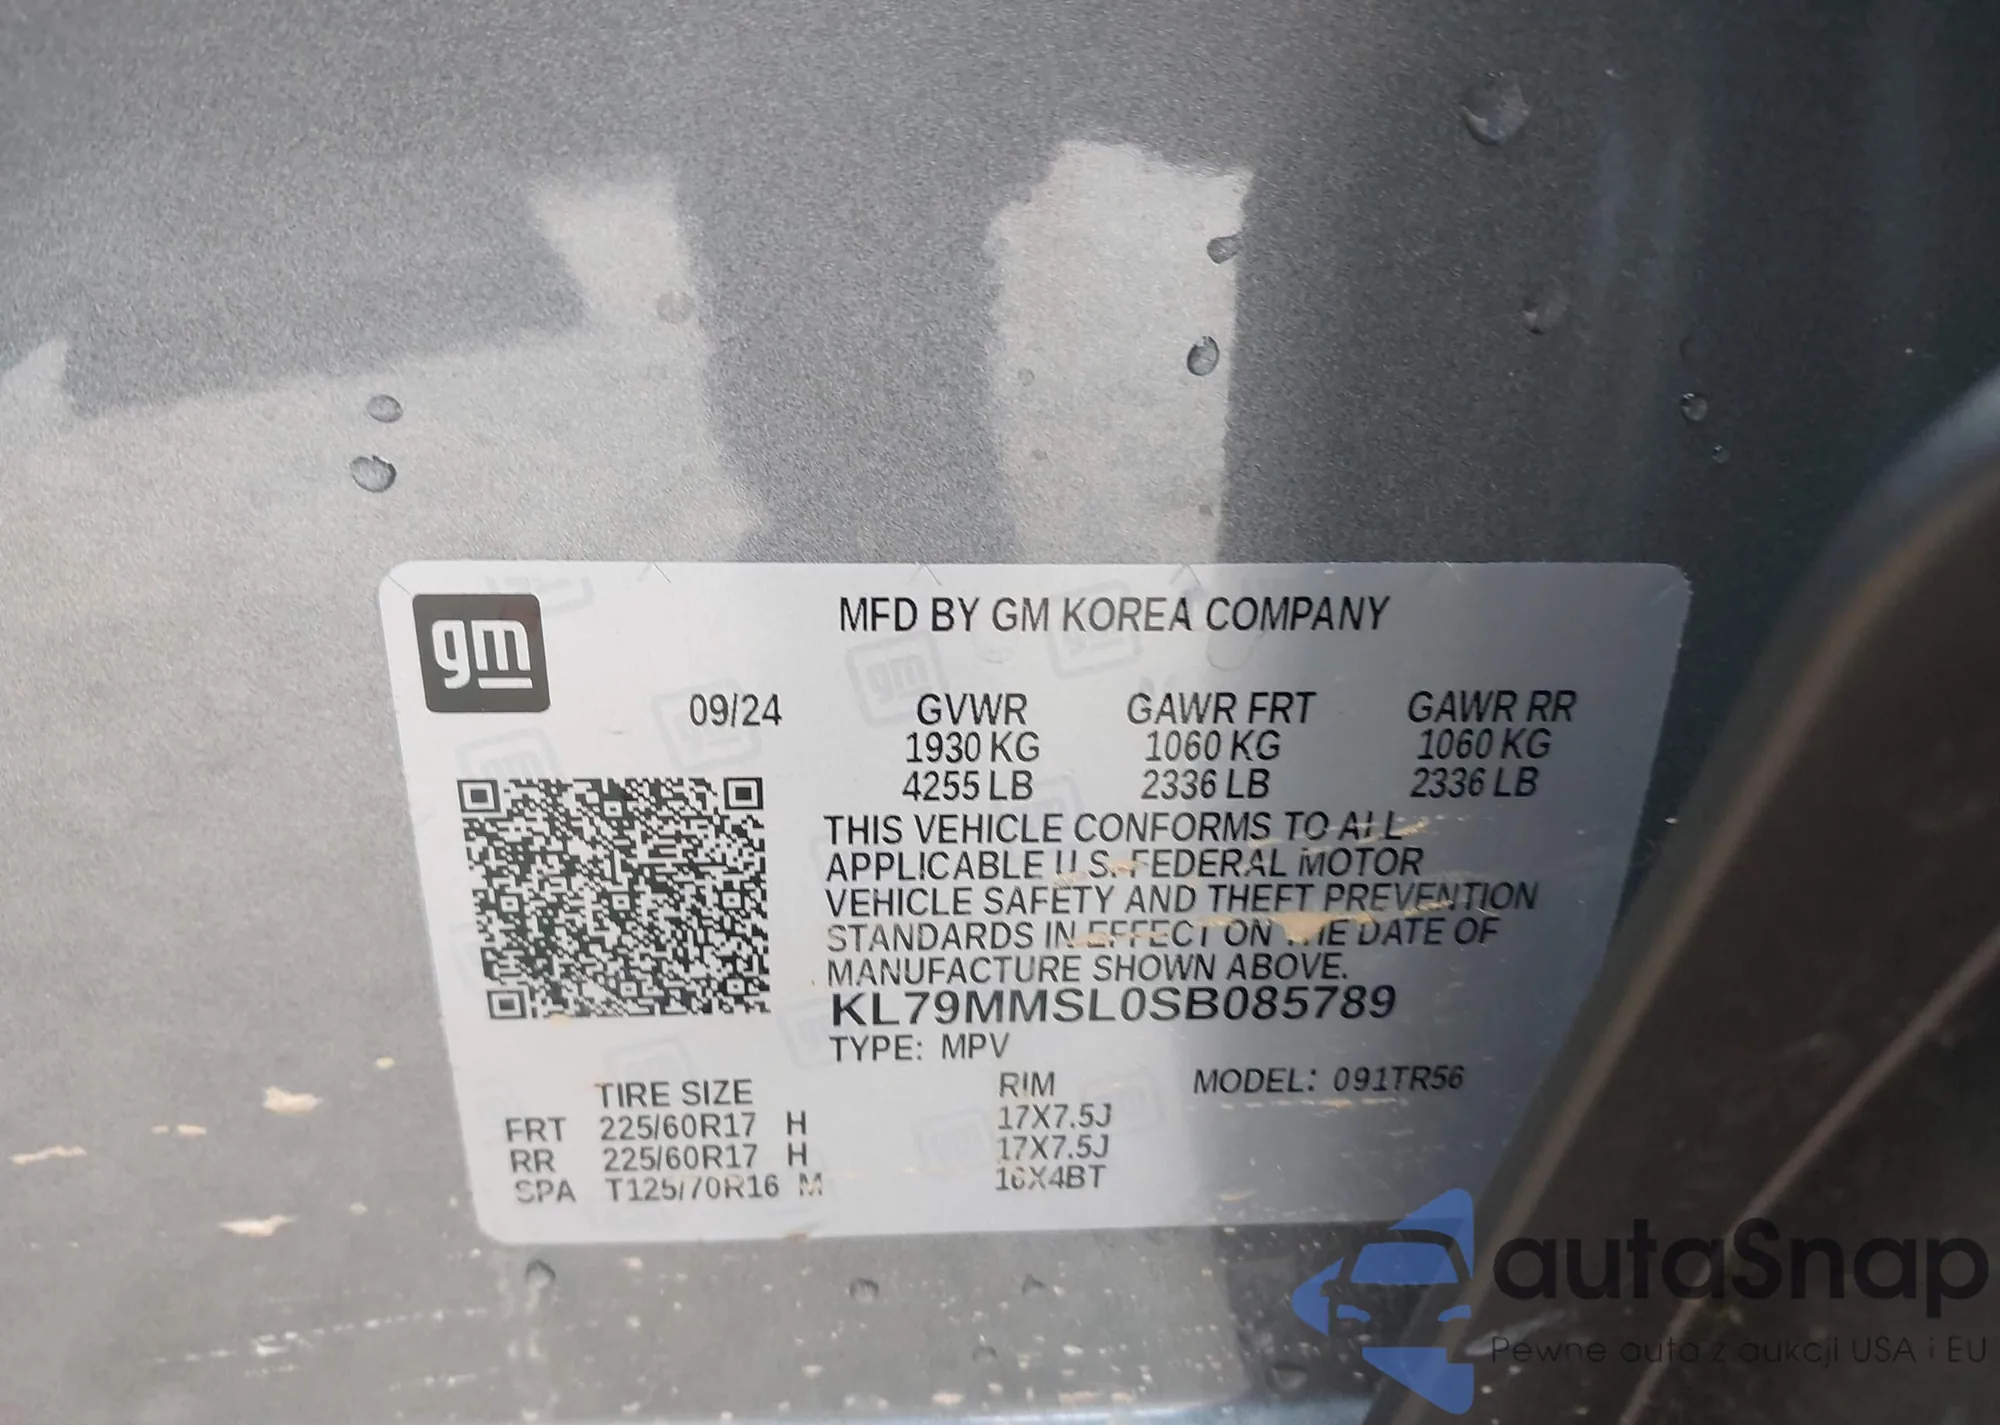 gm
MFD BY GM KOREA COMPANY
09/24 GVWR GAWR FRT GAWR RR
1930 KG 1060 KG 1060 KG
4255 LB 2336 LB 2336 LB
THIS VEHICLE CONFORMS TO ALL
APPLICABLE U.S. FEDERAL MOTOR
VEHICLE SAFETY AND THEFT PREVENTION
STANDARDS IN EFFECT ON THE DATE OF
MANUFACTURE SHOWN ABOVE.
KL79MMSL0SB085789
TYPE: MPV
TIRE SIZE RIM MODEL: 091TR56
FRT 225/60R17 H 17X7.5J
RR 225/60R17 H 17X7.5J
SPA T125/70R16 M 16X4BT
autaSnap
Pewne auta z aukcji USA i EU